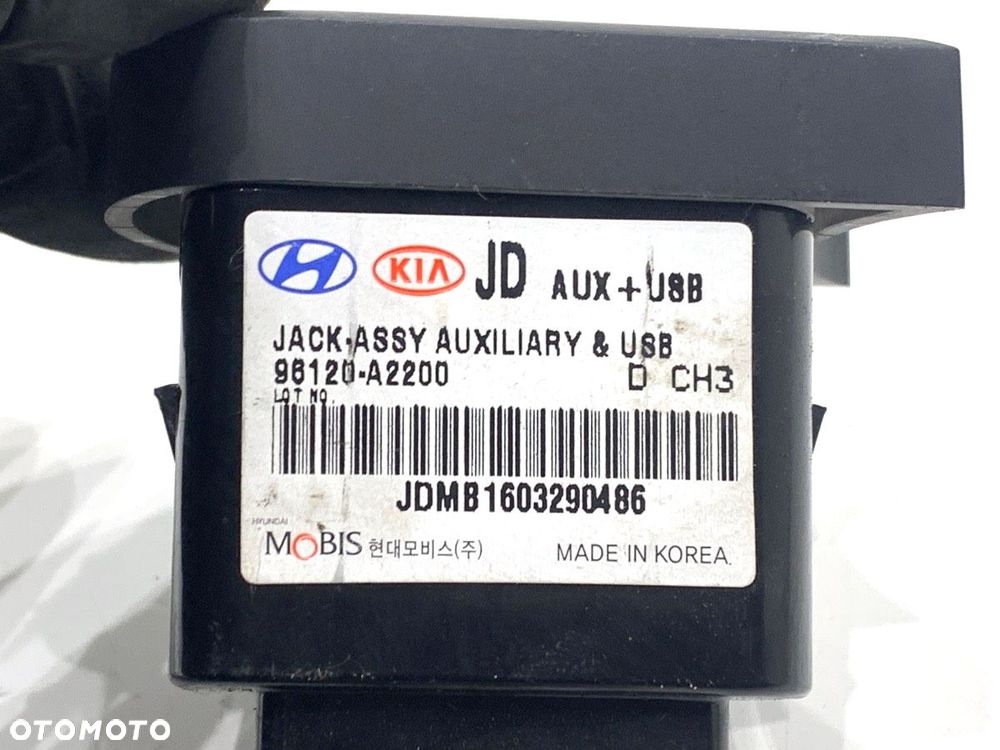 KIA JD AUX + USB
JACK-ASSY AUXILIARY & USB
96120-A2200 D CH3
LOT NO.
JDMB1603290486
HYUNDAI
MOBIS 현대모비스(주) MADE IN KOREA.
OTOMOTO